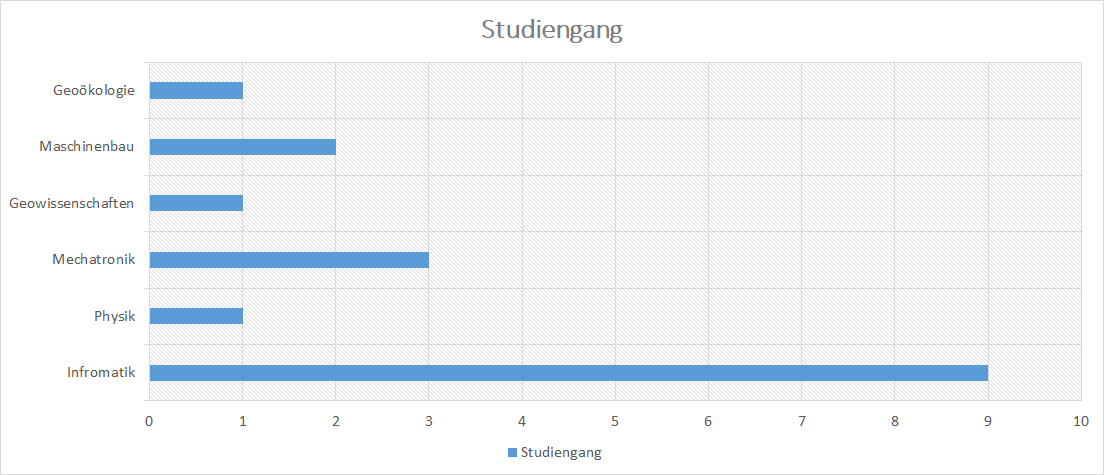 Studiengang
Geoökologie
Maschinenbau
Geowissenschaften
Mechatronik
Physik
Infromatik
0 1 2 3 4 5 6 7 8 9 10
Studiengang